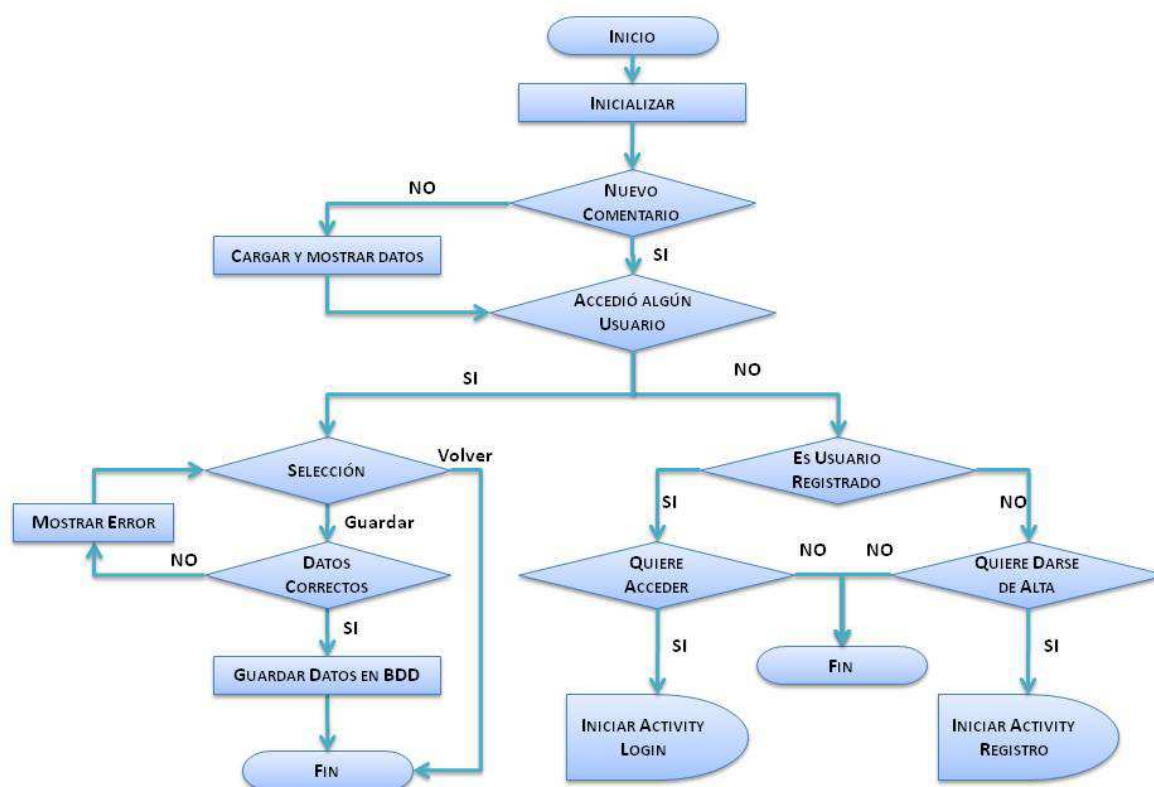 INICIO
INICIALIZAR
NO
NUEVO
COMENTARIO
CARGAR Y MOSTRAR DATOS
SI
ACCEDIÓ ALGÚN
USUARIO
SI
NO
SELECCIÓN
Volver
ES USUARIO
REGISTRADO
MOSTRAR ERROR
Guardar
SI
NO
NO
DATOS
CORRECTOS
QUIERE
ACCEDER
NO
NO
QUIERE DARSE
DE ALTA
SI
SI
SI
GUARDAR DATOS EN BDD
FIN
INICIAR ACTIVITY
LOGIN
INICIAR ACTIVITY
REGISTRO
FIN